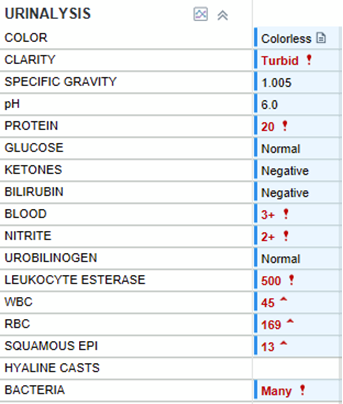 URINALYSIS
COLOR Colorless
CLARITY Turbid !
SPECIFIC GRAVITY 1.005
pH 6.0
PROTEIN 20 !
GLUCOSE Normal
KETONES Negative
BILIRUBIN Negative
BLOOD 3+ !
NITRITE 2+ !
UROBILINOGEN Normal
LEUKOCYTE ESTERASE 500 !
WBC 45
RBC 169
SQUAMOUS EPI 13
HYALINE CASTS
BACTERIA Many !